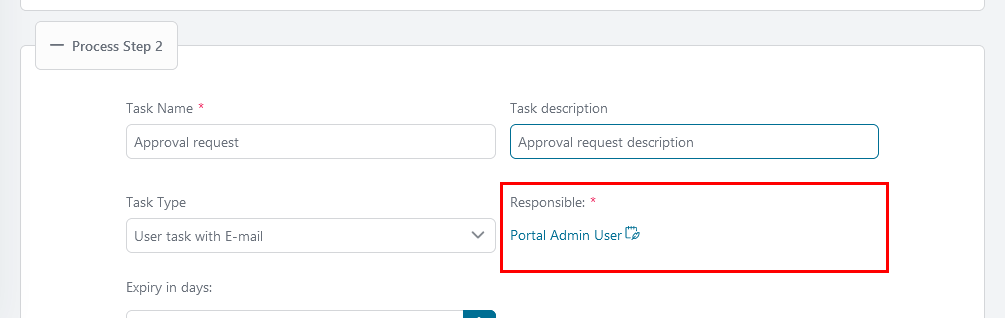 Process Step 2
Task Name *
Task description
Approval request
Approval request description
Task Type
Responsible: *
User task with E-mail
Portal Admin User
Expiry in days: